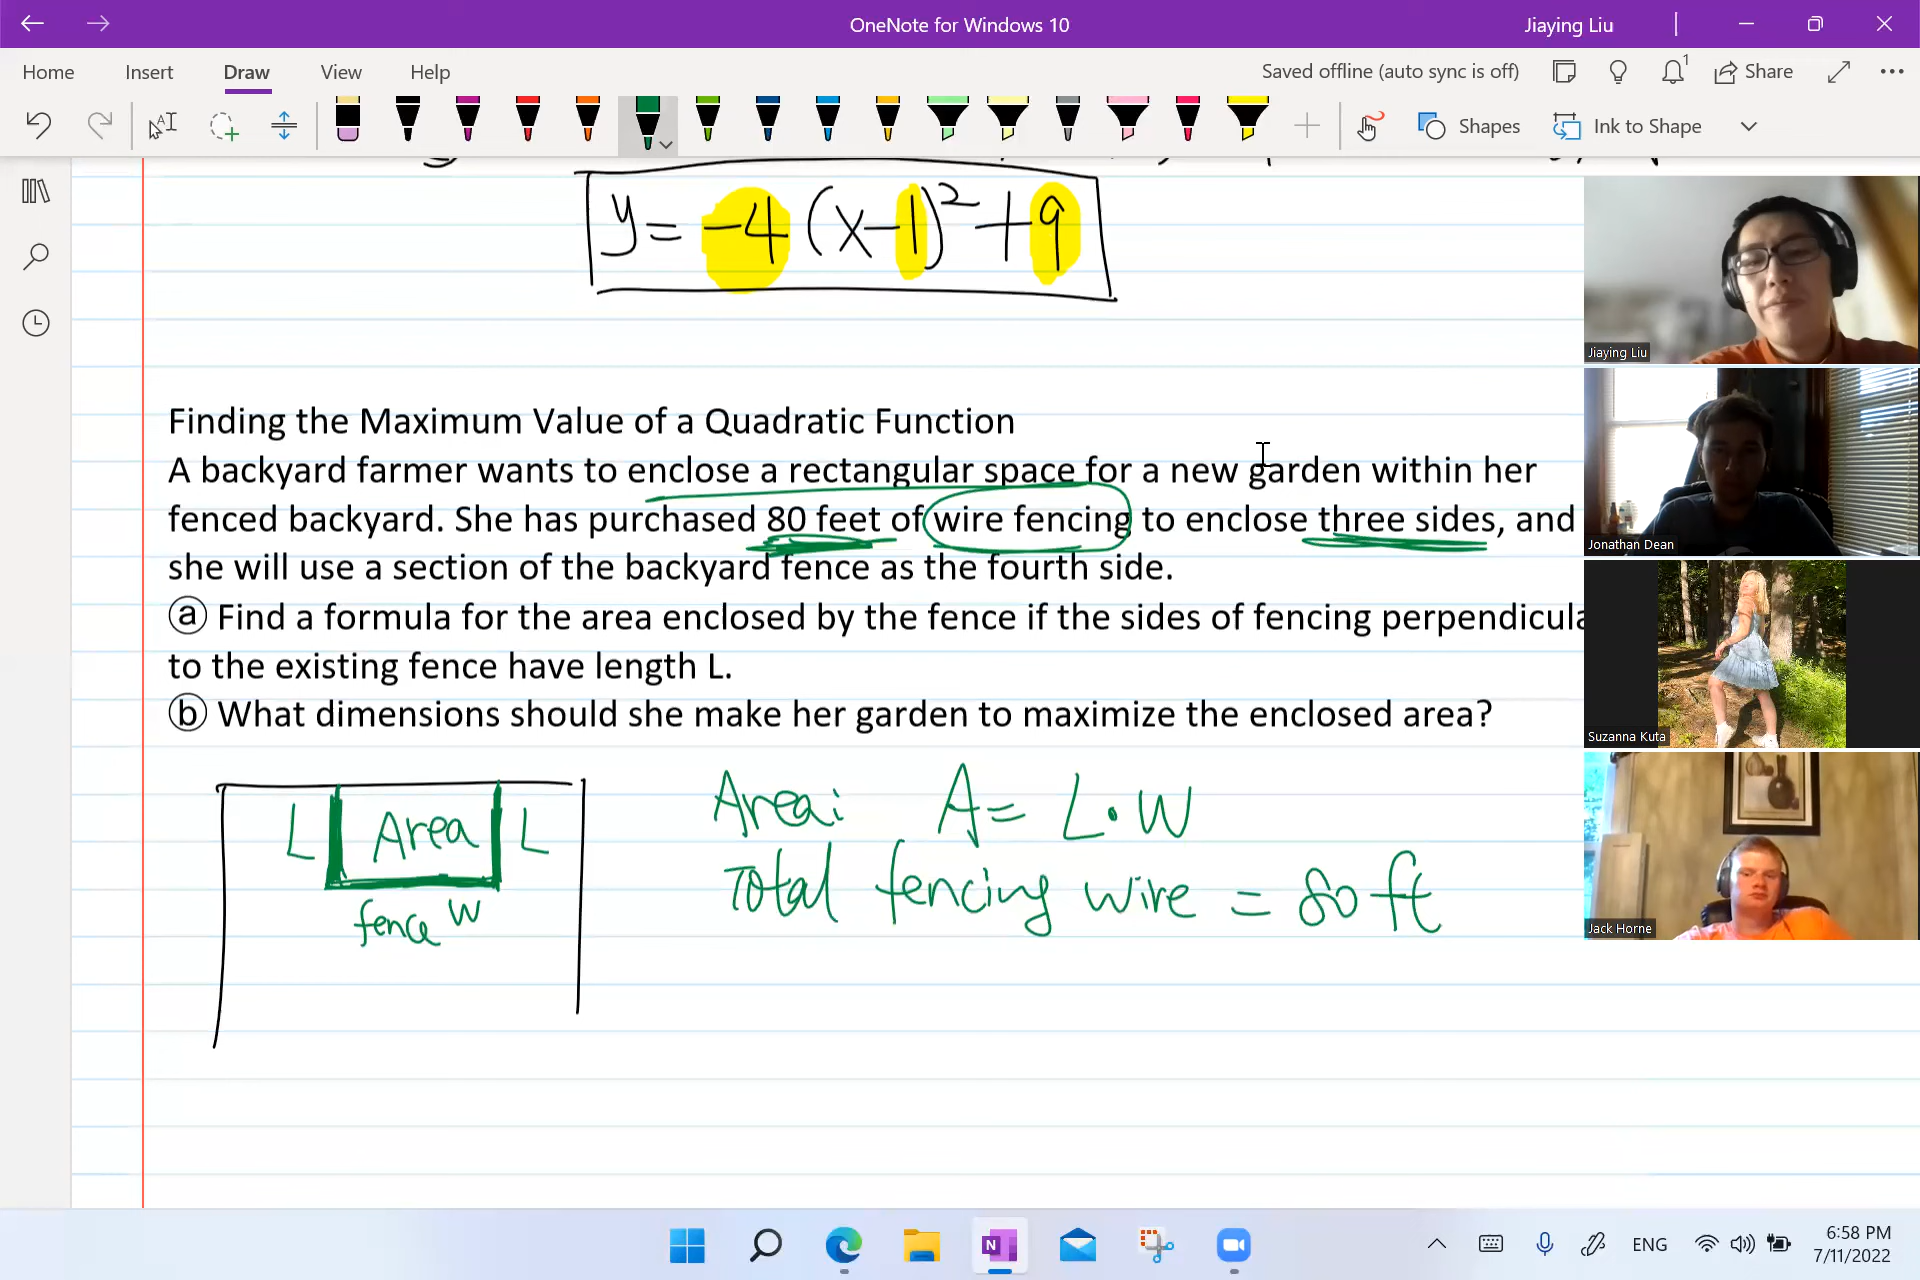 OneNote for Windows 10
Jiaying Liu
Home Insert Draw View Help
Saved offline (auto sync is off)
1
Share
Shapes
Ink to Shape
y = -4 (x-1)² + 9
Finding the Maximum Value of a Quadratic Function
A backyard farmer wants to enclose a rectangular space for a new garden within her
fenced backyard. She has purchased 80 feet of wire fencing to enclose three sides, and
she will use a section of the backyard fence as the fourth side.
ⓐ Find a formula for the area enclosed by the fence if the sides of fencing perpendicula
to the existing fence have length L.
ⓑ What dimensions should she make her garden to maximize the enclosed area?
L Area L
fence W
Area: A = L · W
Total fencing wire = 80 ft
Jiaying Liu
Jonathan Dean
Suzanna Kuta
Jack Horne
N
ENG
6:58 PM
7/11/2022